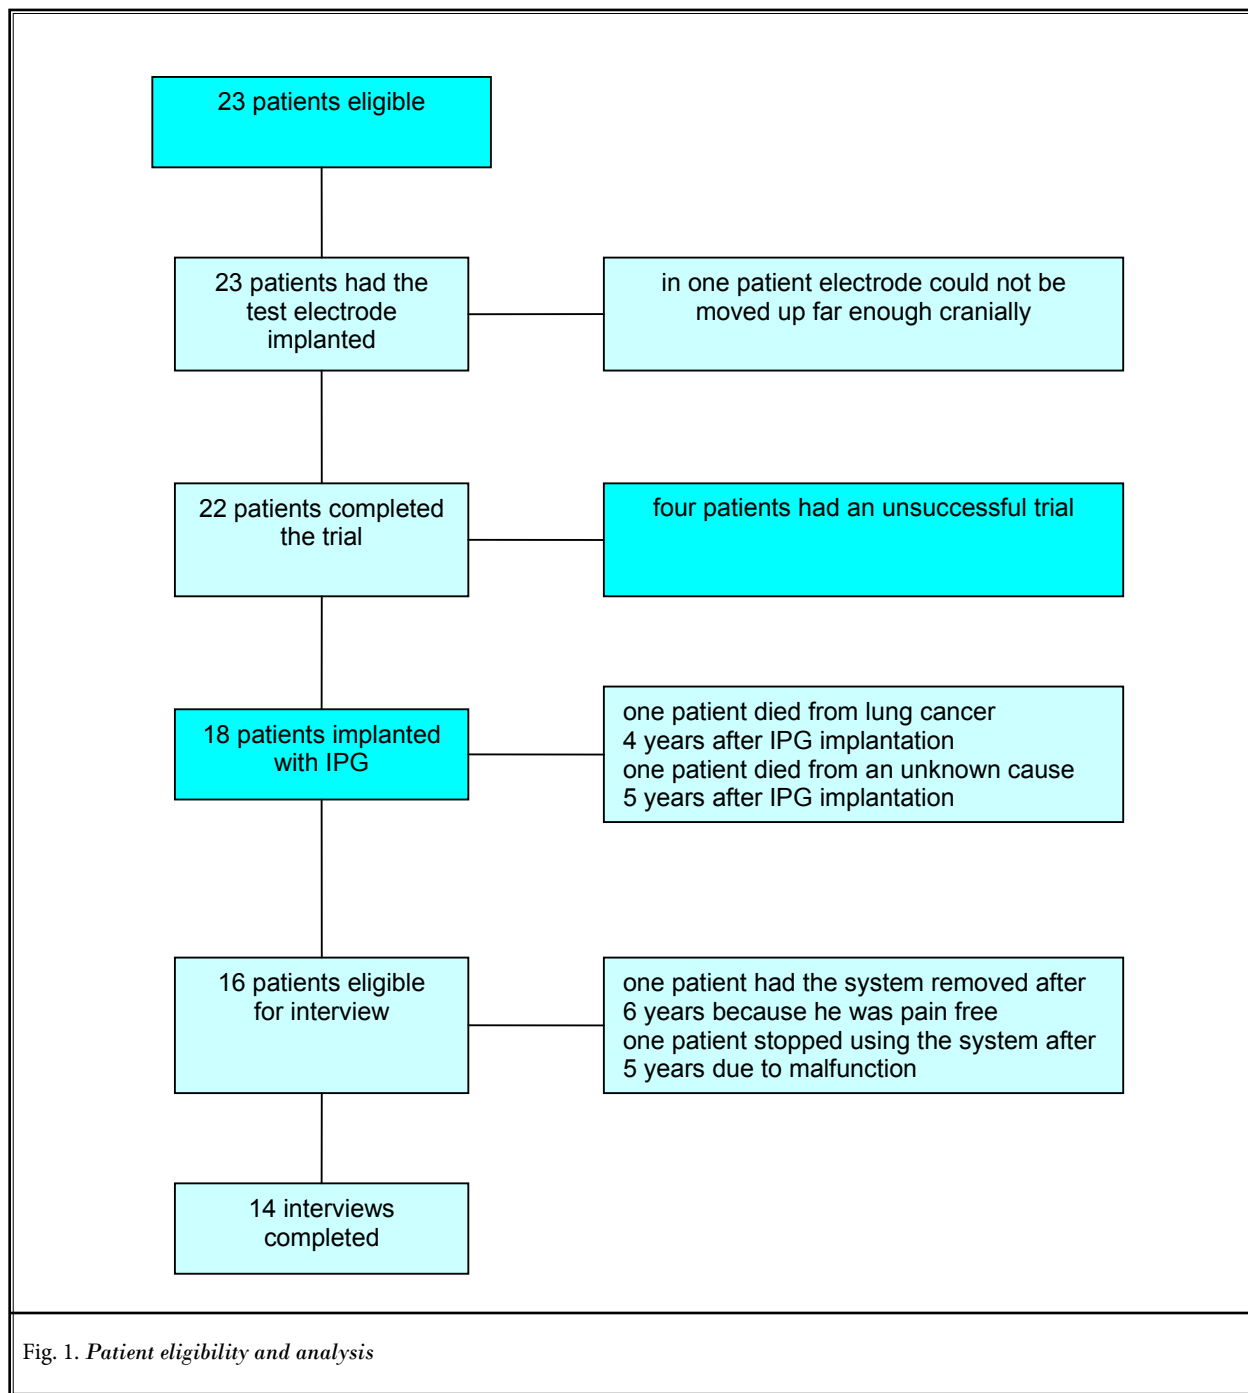 23 patients eligible
23 patients had the
test electrode
implanted
in one patient electrode could not be
moved up far enough cranially
22 patients completed
the trial
four patients had an unsuccessful trial
18 patients implanted
with IPG
one patient died from lung cancer
4 years after IPG implantation
one patient died from an unknown cause
5 years after IPG implantation
16 patients eligible
for interview
one patient had the system removed after
6 years because he was pain free
one patient stopped using the system after
5 years due to malfunction
14 interviews
completed
Fig. 1. Patient eligibility and analysis